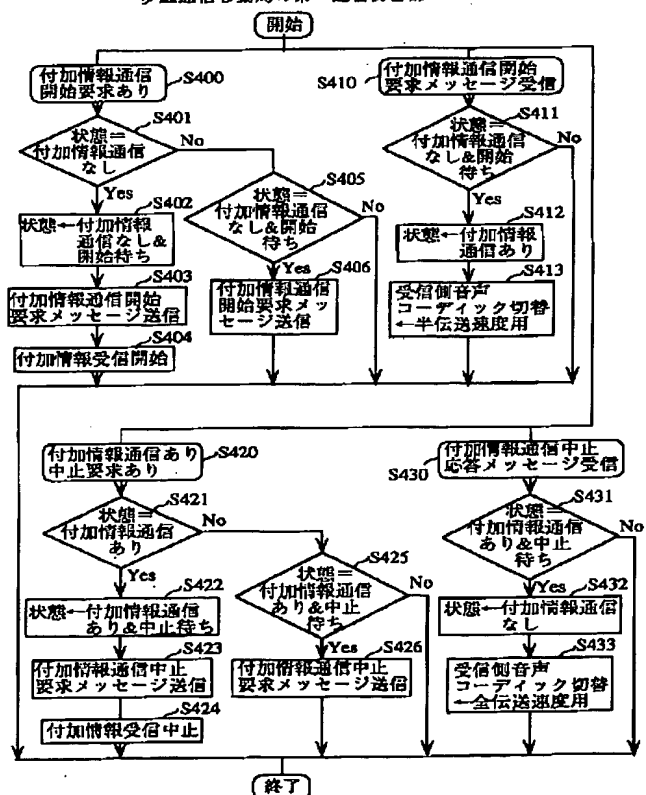 開始
付加情報通信
開始要求あり
S400
S401
状態＝
付加情報通信
なし
No
Yes
S402
状態←付加情報
通信なし＆
開始待ち
S403
付加情報通信開始
要求メッセージ送信
S404
付加情報受信開始
S405
状態＝
付加情報通信
なし＆開始
待ち
No
Yes
S406
付加情報通信
開始要求メッ
セージ送信
S410
付加情報通信開始
要求メッセージ受信
S411
状態＝
付加情報通信
なし＆開始
待ち
No
Yes
S412
状態←付加情報
通信あり
S413
受信側音声
コーディック切替
←半伝送速度用
付加情報通信あり
中止要求あり
S420
S421
状態＝
付加情報通信
あり
No
Yes
S422
状態←付加情報通信
あり＆中止待ち
S423
付加情報通信中止
要求メッセージ送信
S424
付加情報受信中止
S425
状態＝
付加情報通信
あり＆中止
待ち
No
Yes
S426
付加情報通信中止
要求メッセージ送信
S430
付加情報通信中止
応答メッセージ受信
S431
状態＝
付加情報通信
あり＆中止
待ち
No
Yes
S432
状態←付加情報通信
なし
S433
受信側音声
コーディック切替
←全伝送速度用
終了